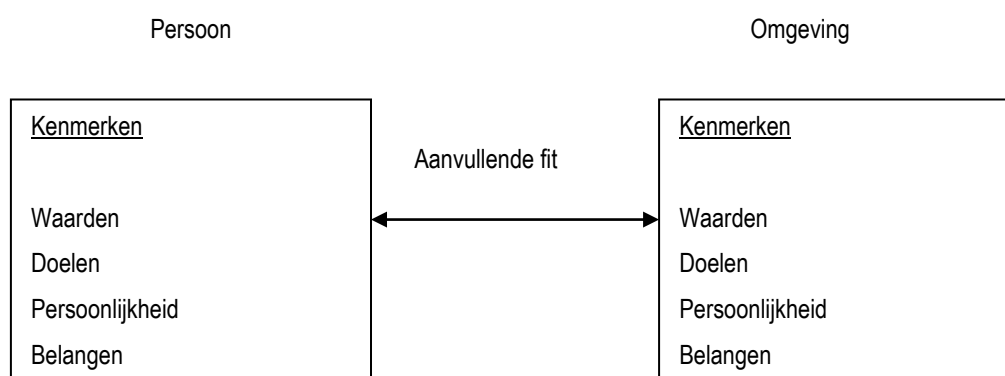 Persoon
Omgeving
Kenmerken
Waarden
Doelen
Persoonlijkheid
Belangen
Aanvullende fit
Kenmerken
Waarden
Doelen
Persoonlijkheid
Belangen